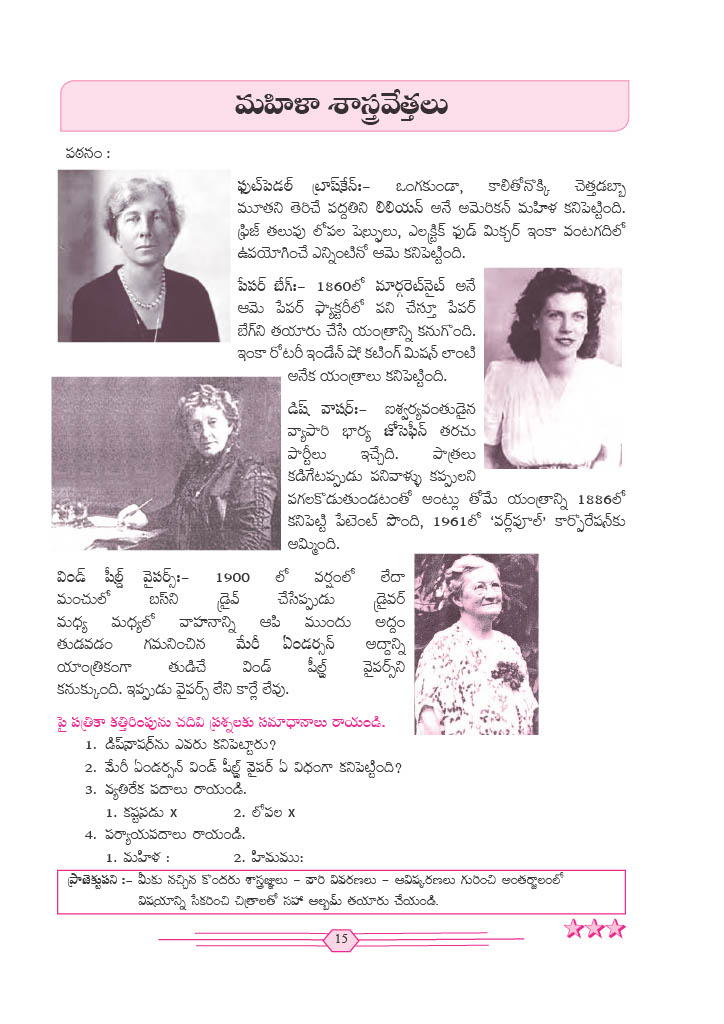 మహిళా శాస్త్రవేత్తలు
పఠనం :
ఫుట్‌పెడల్ ట్రాష్‌కేన్:– ఒంగకుండా, కాలితోనొక్కి చెత్తడబ్బా
మూతని తెరిచే పద్దతిని లిలియన్ అనే అమెరికన్ మహిళ కనిపెట్టింది.
ఫ్రిజ్ తలుపు లోపల షెల్ఫులు, ఎలక్ట్రిక్ ఫుడ్ మిక్చర్ ఇంకా వంటగదిలో
ఉపయోగించే ఎన్నింటినో ఆమె కనిపెట్టింది.
పేపర్ బేగ్:– 1860లో మార్గరెట్‌నైట్ అనే
ఆమె పేపర్ ఫ్యాక్టరీలో పని చేస్తూ పేపర్
బేగ్‌ని తయారు చేసే యంత్రాన్ని కనుగొంది.
ఇంకా రోటరీ ఇండేన్ షో కటింగ్ మిషన్ లాంటి
అనేక యంత్రాలు కనిపెట్టింది.
డిష్ వాషర్:– ఐశ్వర్యవంతుడైన
వ్యాపారి భార్య జోసెఫీన్ తరచు
పార్టీలు ఇచ్చేది. పాత్రలు
కడిగేటప్పుడు పనివాళ్ళు కప్పులని
పగలకొడుతుండటంతో అంట్లు తోమే యంత్రాన్ని 1886లో
కనిపెట్టి పేటెంట్ పొంది, 1961లో ‘వర్ల్‌ఫూల్’ కార్పొరేషన్‌కు
అమ్మింది.
విండ్ షీల్డ్ వైపర్స్:– 1900 లో వర్షంలో లేదా
మంచులో బస్‌ని డ్రైవ్ చేసేప్పుడు డ్రైవర్
మధ్య మధ్యలో వాహనాన్ని ఆపి ముందు అద్దం
తుడవడం గమనించిన మేరీ ఏండర్సన్ అద్దాన్ని
యాంత్రికంగా తుడిచే విండ్ షీల్డ్ వైపర్స్‌ని
కనుక్కుంది. ఇప్పుడు వైపర్స్ లేని కార్లే లేవు.
పై పత్రికా కత్తిరింపును చదివి ప్రశ్నలకు సమాధానాలు రాయండి.
1. డిష్‌వాషర్‌ను ఎవరు కనిపెట్టారు?
2. మేరీ ఏండర్సన్ విండ్ షీల్డ్ వైపర్ ఏ విధంగా కనిపెట్టింది?
3. వ్యతిరేక పదాలు రాయండి.
1. కష్టపడు x 2. లోపల x
4. పర్యాయపదాలు రాయండి.
1. మహిళ : 2. హిమము:
ప్రాజెక్టుపని :– మీకు నచ్చిన కొందరు శాస్త్రజ్ఞులు – వారి వివరణలు – ఆవిష్కరణలు గురించి అంతర్జాలంలో
విషయాన్ని సేకరించి చిత్రాలతో సహా ఆల్బమ్ తయారు చేయండి.
15